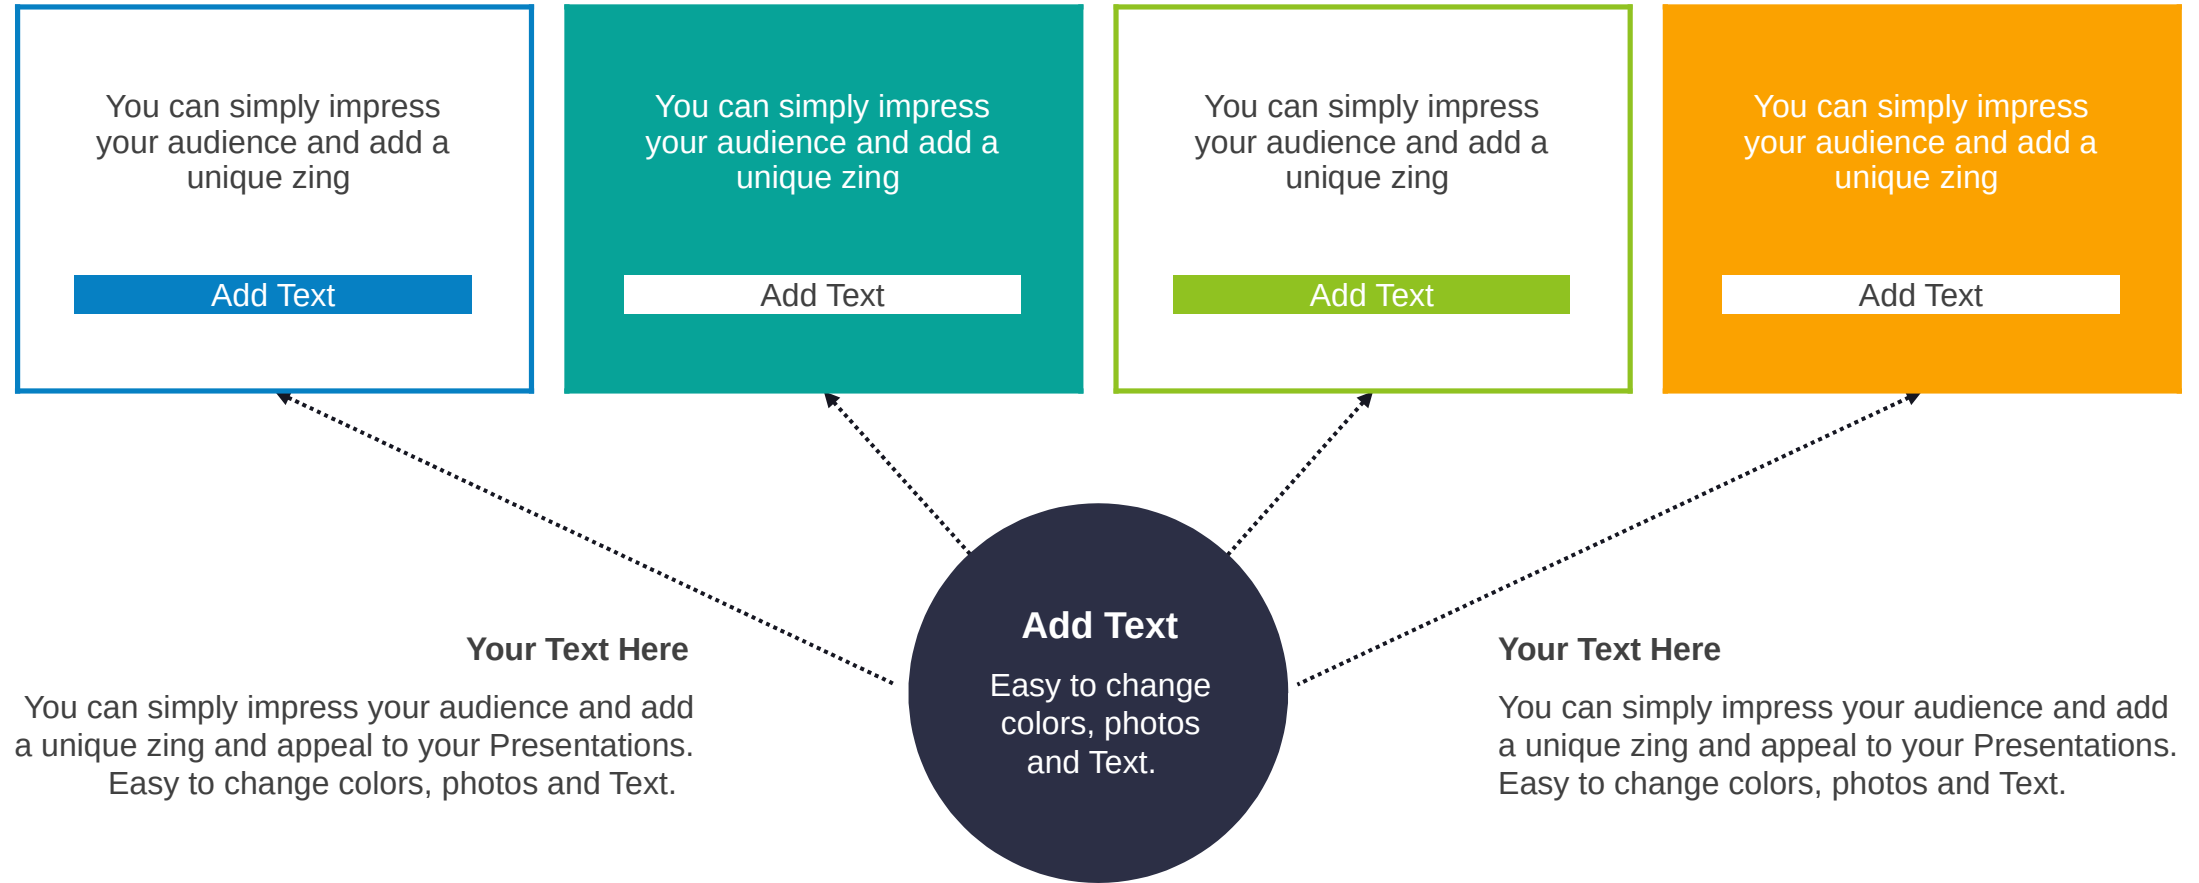 You can simply impress
your audience and add a
unique zing
Add Text
You can simply impress
your audience and add a
unique zing
Add Text
You can simply impress
your audience and add a
unique zing
Add Text
You can simply impress
your audience and add a
unique zing
Add Text
Your Text Here
You can simply impress your audience and add
a unique zing and appeal to your Presentations.
Easy to change colors, photos and Text.
Add Text
Easy to change
colors, photos
and Text.
Your Text Here
You can simply impress your audience and add
a unique zing and appeal to your Presentations.
Easy to change colors, photos and Text.